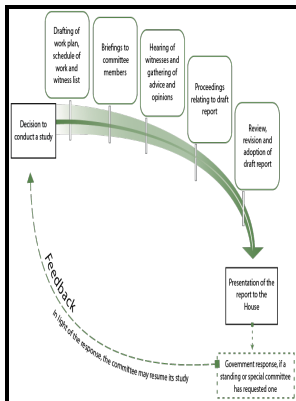 Drafting of
work plan,
schedule of
work and
witness list
Briefings to
committee
members
Hearing of
witnesses and
gathering of
advice and
opinions
Proceedings
relating to draft
report
Review,
revision and
adoption of
draft report
Decision to
conduct a study
Presentation of the
report to the
House
Feedback
In light of the response, the committee may resume its study
Government response, if a
standing or special committee
has requested one